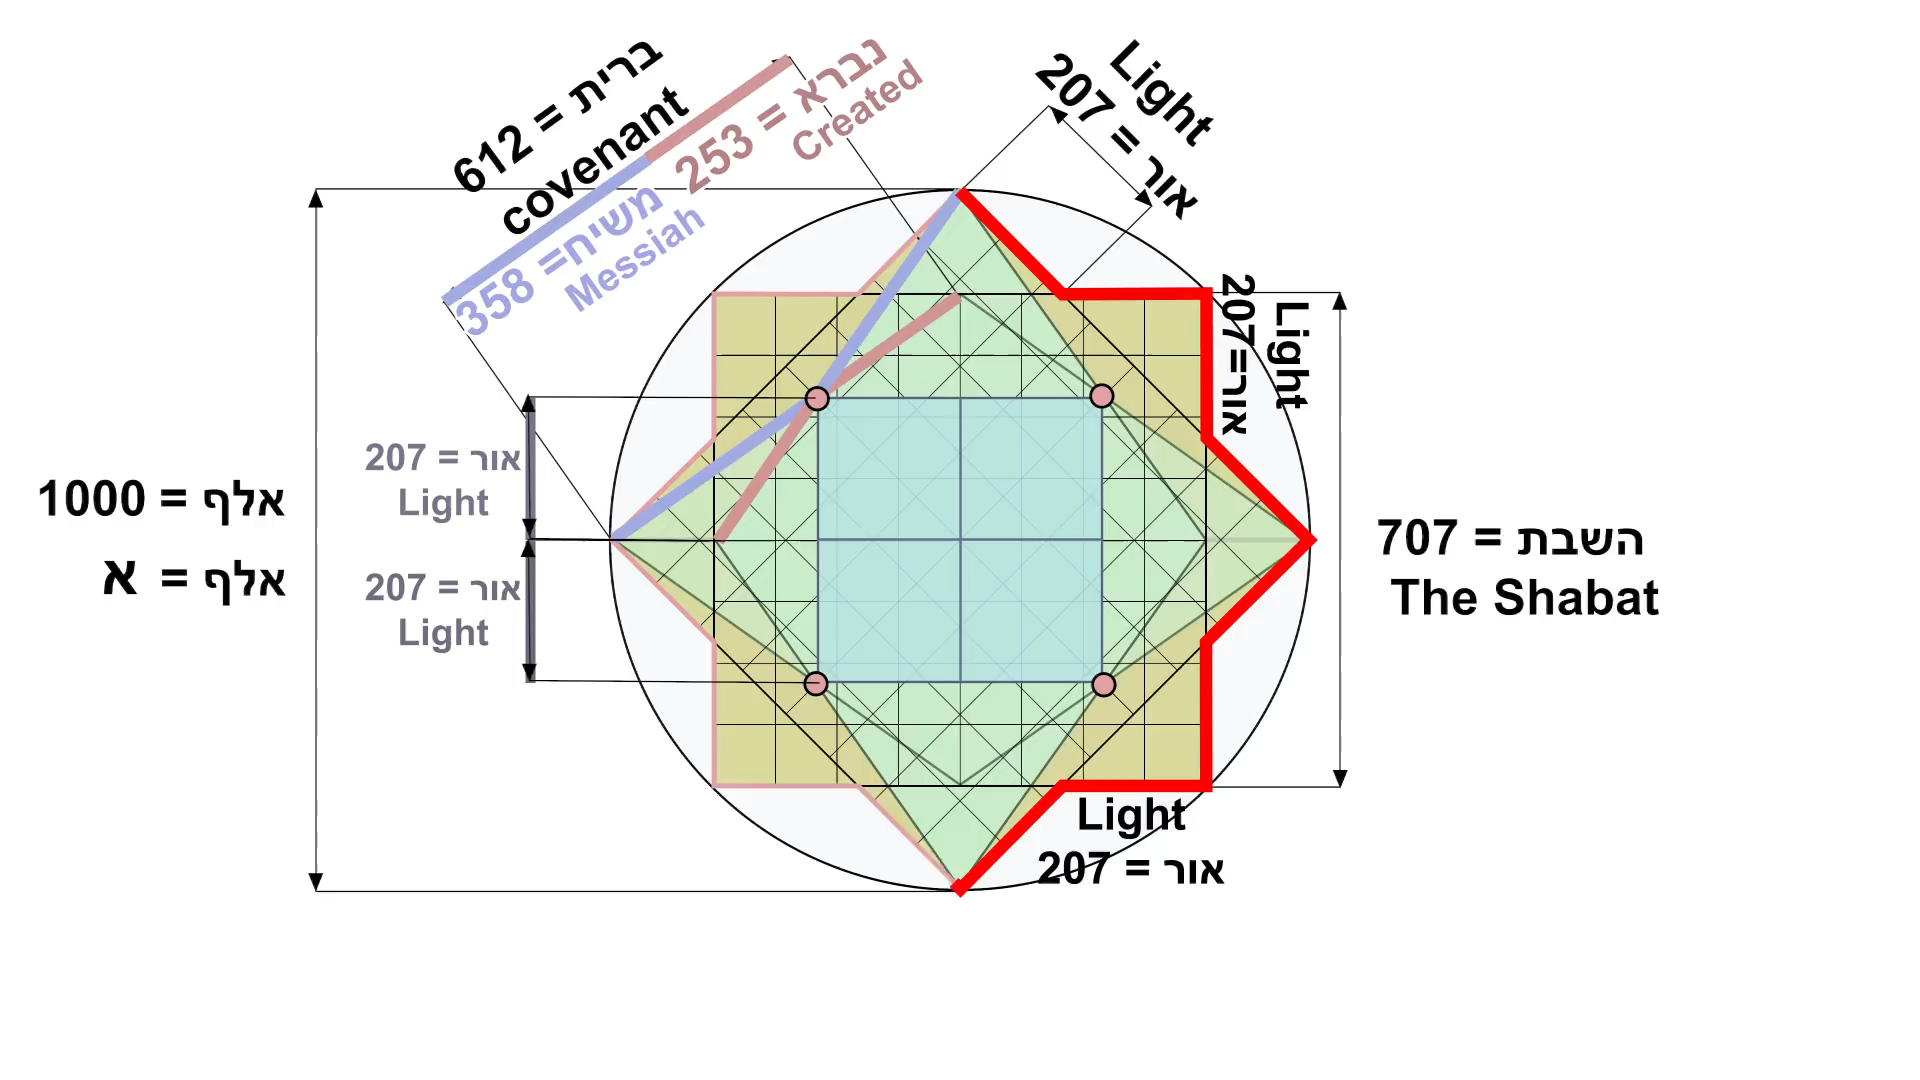 ברית = 612
covenant
נברא = 253
Created
משיח= 358
Messiah
Light
אור = 207
Light
אור=207
אור = 207
Light
אור = 207
Light
אלף = 1000
אלף = א
השבת = 707
The Shabat
Light
אור = 207